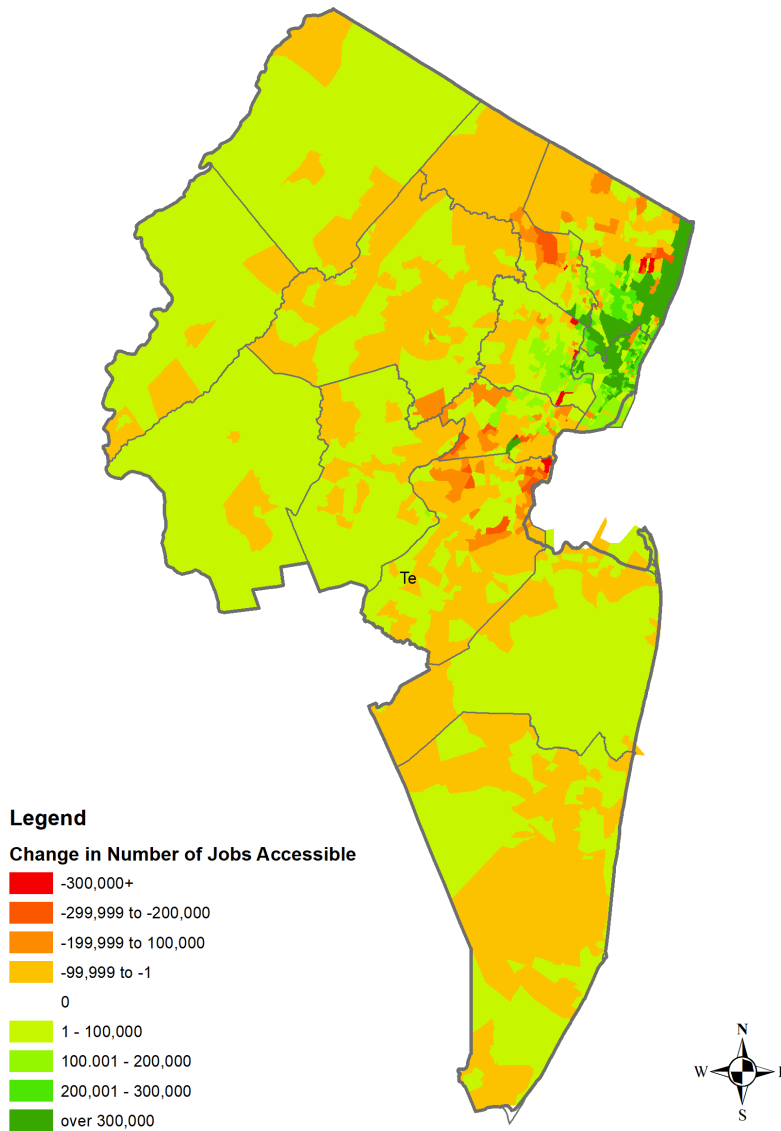 Te
Legend
Change in Number of Jobs Accessible
-300,000+
-299,999 to -200,000
-199,999 to 100,000
-99,999 to -1
0
1 - 100,000
100.001 - 200,000
200,001 - 300,000
over 300,000
N
W
S